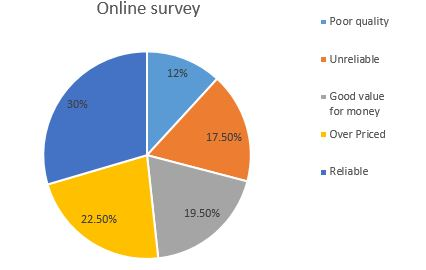 Online survey
Poor quality
Unreliable
Good value
for money
Over Priced
Reliable
12%
17.50%
19.50%
22.50%
30%